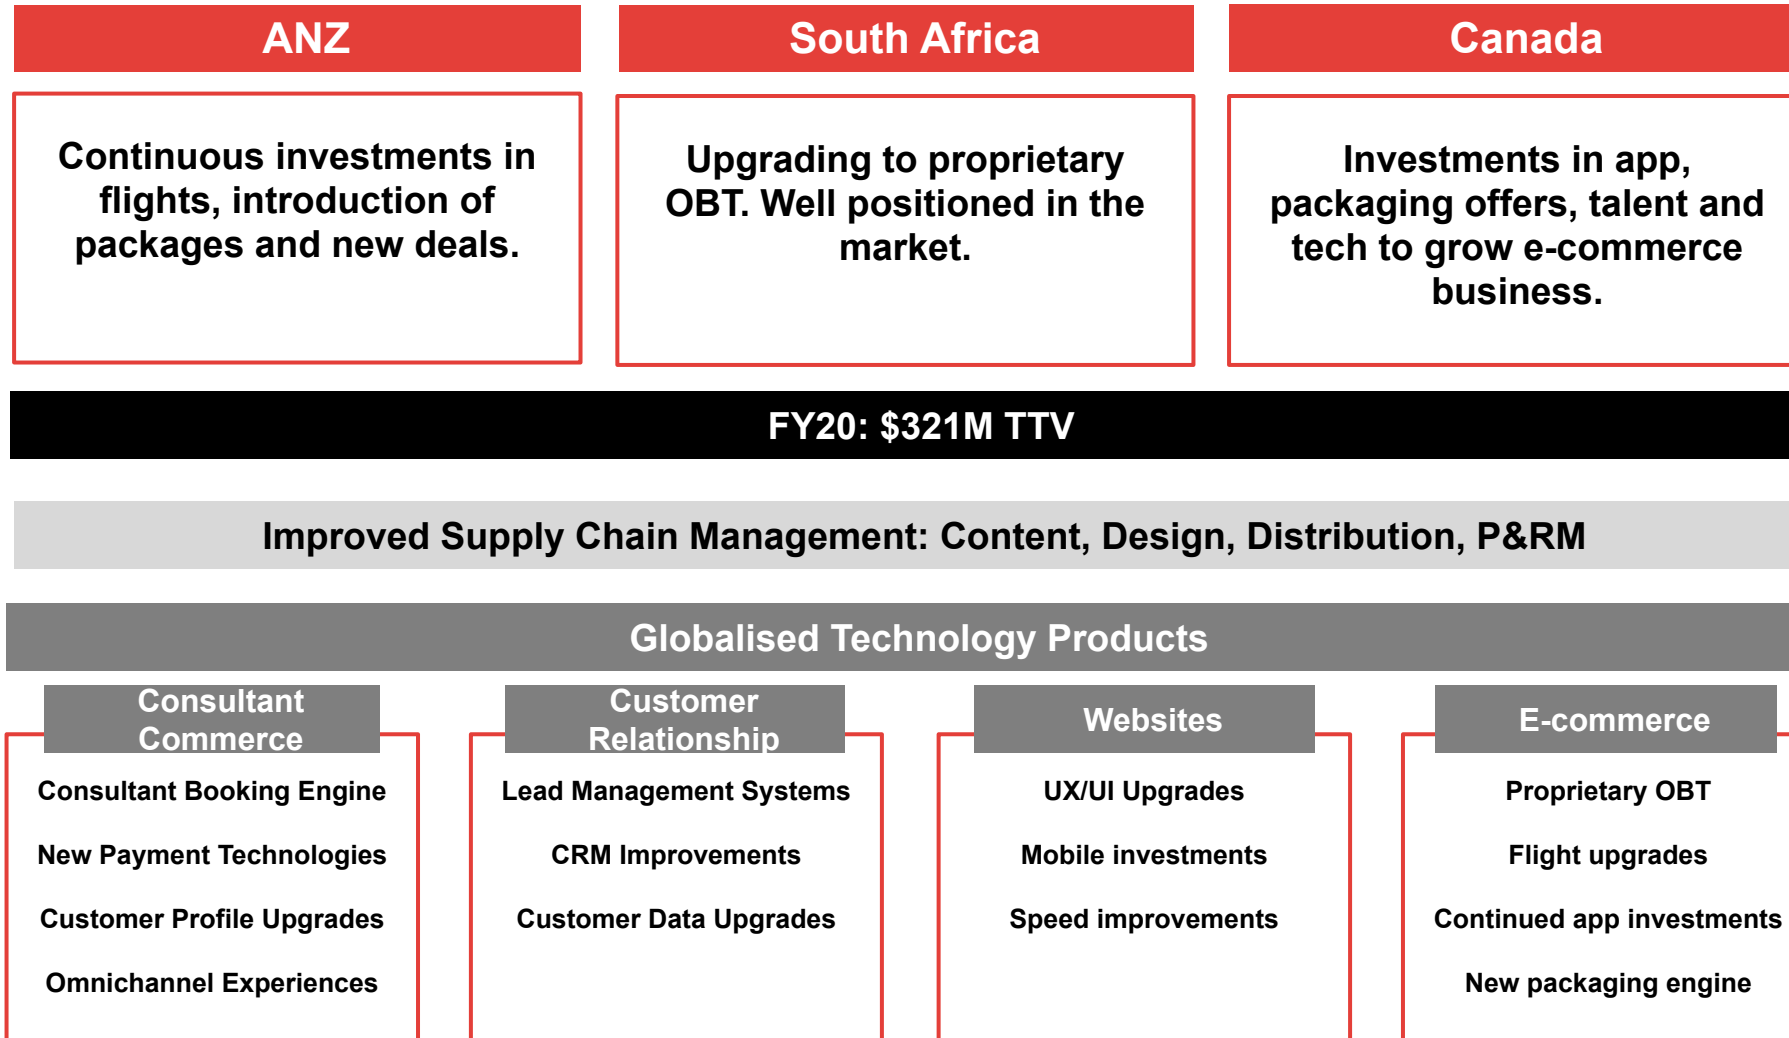 ANZ
South Africa
Canada
Continuous investments in
flights, introduction of
packages and new deals.
Upgrading to proprietary
OBT. Well positioned in the
market.
Investments in app,
packaging offers, talent and
tech to grow e-commerce
business.
FY20: $321M TTV
Improved Supply Chain Management: Content, Design, Distribution, P&RM
Globalised Technology Products
Consultant
Commerce
Consultant Booking Engine
New Payment Technologies
Customer Profile Upgrades
Omnichannel Experiences
Customer
Relationship
Lead Management Systems
CRM Improvements
Customer Data Upgrades
Websites
UX/UI Upgrades
Mobile investments
Speed improvements
E-commerce
Proprietary OBT
Flight upgrades
Continued app investments
New packaging engine